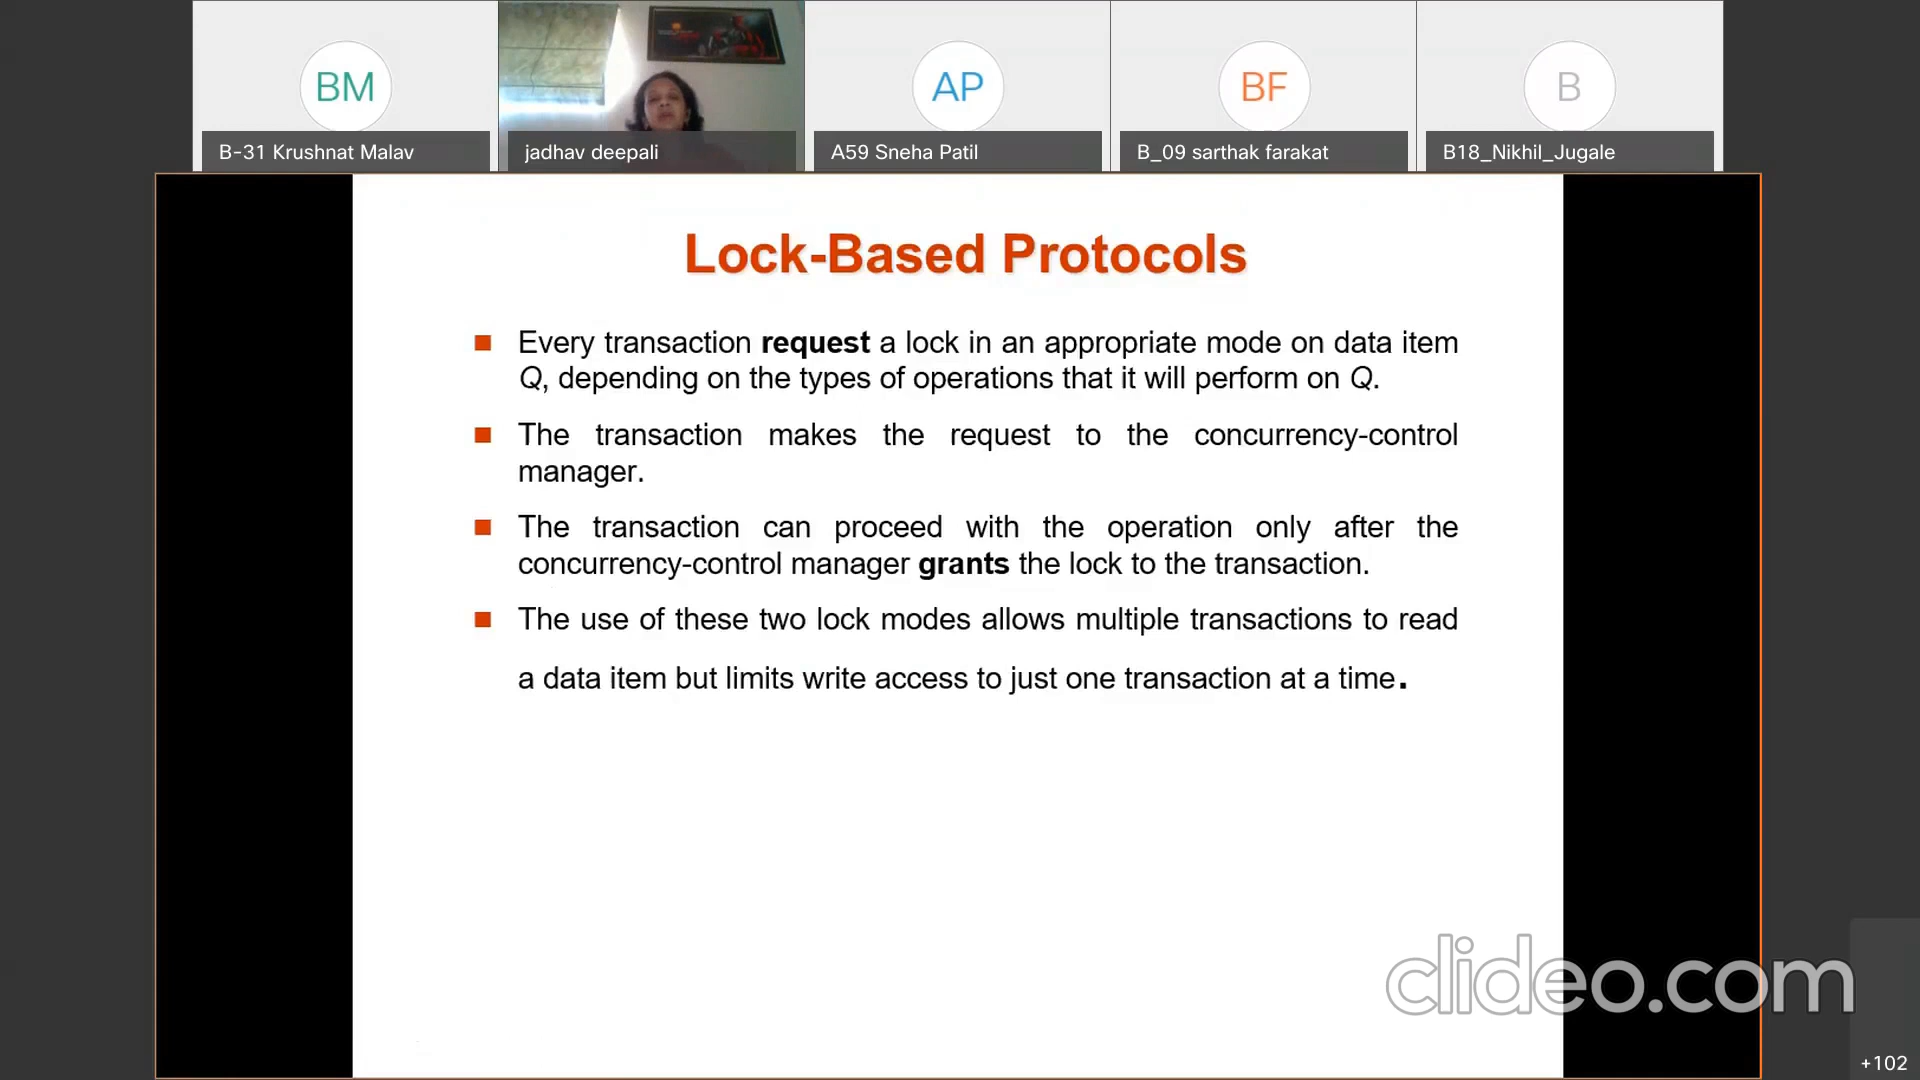 BM
AP
BF
B
B-31 Krushnat Malav
jadhav deepali
A59 Sneha Patil
B_09 sarthak farakat
B18_Nikhil_Jugale
Lock-Based Protocols
Every transaction request a lock in an appropriate mode on data item
Q, depending on the types of operations that it will perform on Q.
The transaction makes the request to the concurrency-control
manager.
The transaction can proceed with the operation only after the
concurrency-control manager grants the lock to the transaction.
The use of these two lock modes allows multiple transactions to read
a data item but limits write access to just one transaction at a time.
clideo.com
+102